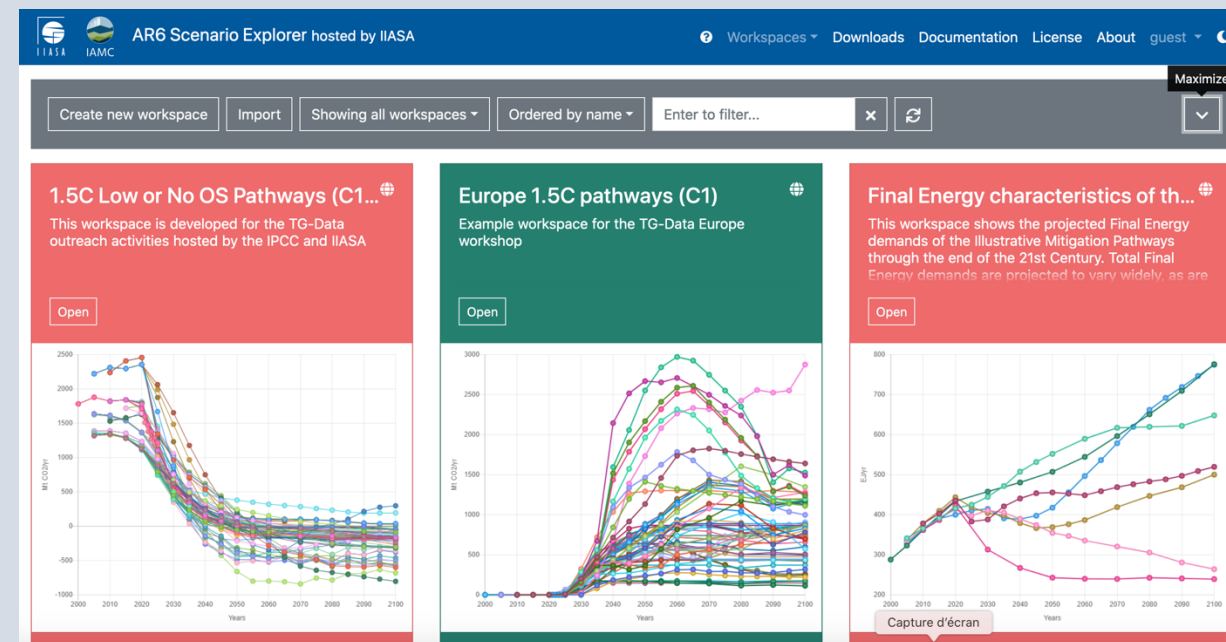 IIASA
IAMC
AR6 Scenario Explorer hosted by IIASA
Workspaces
Downloads
Documentation
License
About
guest
Maximize
Create new workspace
Import
Showing all workspaces
Ordered by name
Enter to filter...
1.5C Low or No OS Pathways (C1...
This workspace is developed for the TG-Data
outreach activities hosted by the IPCC and IIASA
Open
2500
2000
1500
1000
500
0
-500
-1000
Mt CO2/yr
2000 2010 2020 2030 2040 2050 2060 2070 2080 2090 2100
Years
Europe 1.5C pathways (C1)
Example workspace for the TG-Data Europe
workshop
Open
3000
2500
2000
1500
1000
500
0
Mt CO2/yr
2000 2010 2020 2030 2040 2050 2060 2070 2080 2090 2100
Years
Final Energy characteristics of th...
This workspace shows the projected Final Energy
demands of the Illustrative Mitigation Pathways
through the end of the 21st Century. Total Final
Energy demands are projected to vary widely, as are
Open
800
700
600
500
400
300
200
EJ/yr
2000 2010 2020 2030 2040 2050 2060 2070 2080 2090 2100
Years
Capture d'écran